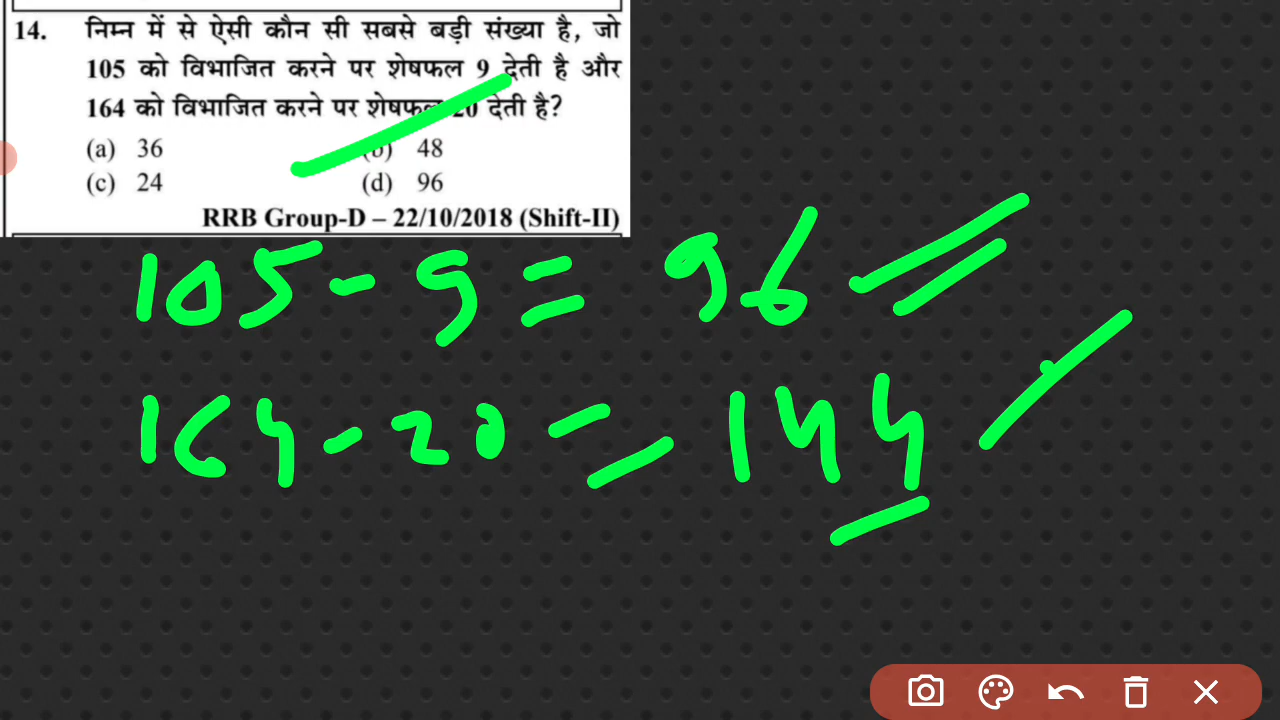 14. निम्न में से ऐसी कौन सी सबसे बड़ी संख्या है, जो
105 को विभाजित करने पर शेषफल 9 देती है और
164 को विभाजित करने पर शेषफल 20 देती है?
(a) 36 (b) 48
(c) 24 (d) 96
RRB Group-D – 22/10/2018 (Shift-II)
105 - 9 = 96
164 - 20 = 144